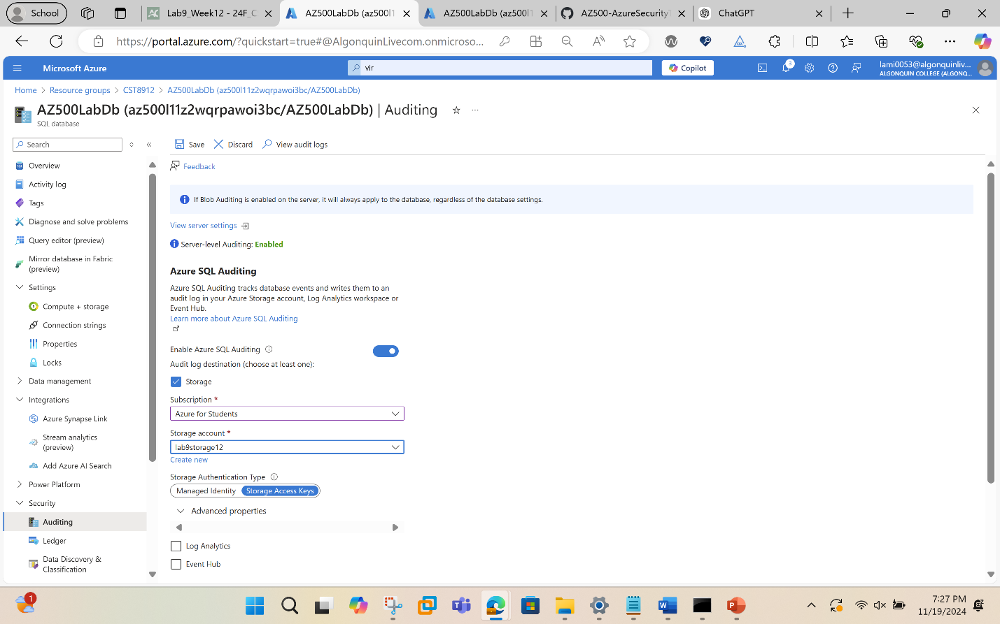 School
Lab9_Week12 - 24F_C
AZ500LabDb (az500l1
AZ500LabDb (az500l1
AZ500-AzureSecurityT
ChatGPT
https://portal.azure.com/?quickstart=true#@AlgonquinLivecom.onmicroso...
Microsoft Azure
vir
Copilot
3
lami0053@algonquinliv...
ALGONQUIN COLLEGE (ALGONQ...
Home > Resource groups > CST8912 > AZ500LabDb (az500l11z2wqrpawoi3bc/AZ500LabDb)
AZ500LabDb (az500l11z2wqrpawoi3bc/AZ500LabDb) | Auditing
SQL database
Search
Save
Discard
View audit logs
Overview
Activity log
Tags
Diagnose and solve problems
Query editor (preview)
Mirror database in Fabric
(preview)
Settings
Compute + storage
Connection strings
Properties
Locks
Data management
Integrations
Azure Synapse Link
Stream analytics
(preview)
Add Azure AI Search
Power Platform
Security
Auditing
Ledger
Data Discovery &
Classification
Feedback
If Blob Auditing is enabled on the server, it will always apply to the database, regardless of the database settings.
View server settings
Server-level Auditing: Enabled
Azure SQL Auditing
Azure SQL Auditing tracks database events and writes them to an
audit log in your Azure Storage account, Log Analytics workspace or
Event Hub.
Learn more about Azure SQL Auditing
Enable Azure SQL Auditing
Audit log destination (choose at least one):
Storage
Subscription *
Azure for Students
Storage account *
lab9storage12
Create new
Storage Authentication Type
Managed Identity
Storage Access Keys
Advanced properties
Log Analytics
Event Hub
1
7:27 PM
11/19/2024